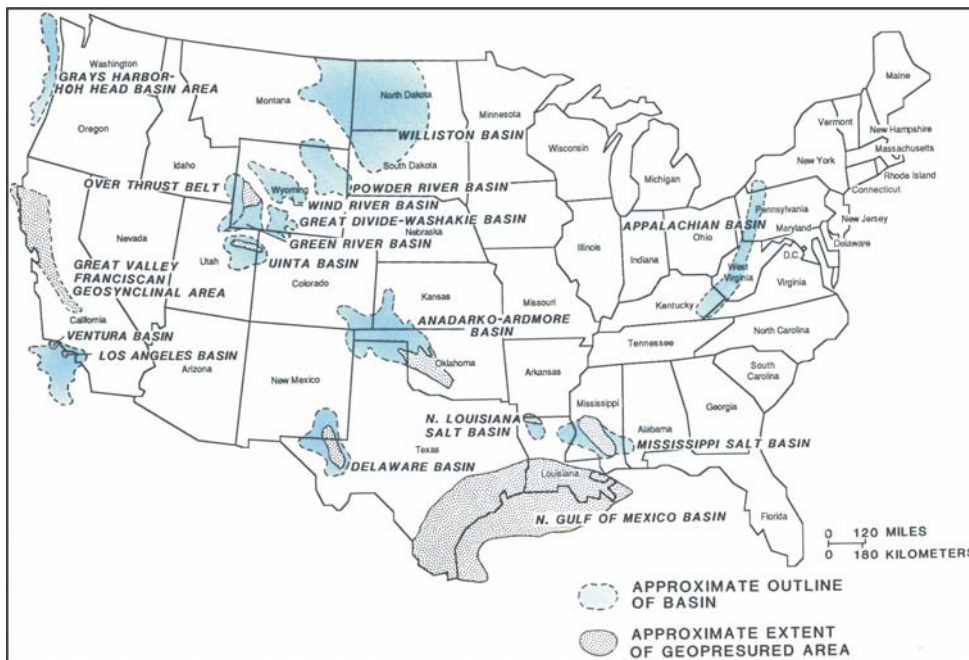 Washington
GRAYS HARBOR-
HOH HEAD BASIN AREA
Oregon
Montana
North Dakota
Minnesota
WILLISTON BASIN
South Dakota
Idaho
Wisconsin
Michigan
Maine
Vermont
New Hampshire
Massachusetts
New York
Rhode Island
Connecticut
OVER THRUST BELT
Wyoming
POWDER RIVER BASIN
WIND RIVER BASIN
GREAT DIVIDE-WASHAKIE BASIN
Nebraska
GREEN RIVER BASIN
UINTA BASIN
Nevada
Utah
Colorado
GREAT VALLEY
FRANCISCAN
GEOSYNCLINAL AREA
California
VENTURA BASIN
LOS ANGELES BASIN
Arizona
New Mexico
Kansas
ANADARKO-ARDMORE
BASIN
Oklahoma
Missouri
Illinois
Indiana
APPALACHIAN BASIN
Ohio
Pennsylvania
New Jersey
Maryland
Delaware
D.C.
West
Virginia
Virginia
Kentucky
Tennessee
North Carolina
South
Carolina
Arkansas
Mississippi
Alabama
Georgia
N. LOUISIANA
SALT BASIN
MISSISSIPPI SALT BASIN
Texas
DELAWARE BASIN
Louisiana
N. GULF OF MEXICO BASIN
Florida
0 120 MILES
0 180 KILOMETERS
APPROXIMATE OUTLINE
OF BASIN
APPROXIMATE EXTENT
OF GEOPRESURED AREA